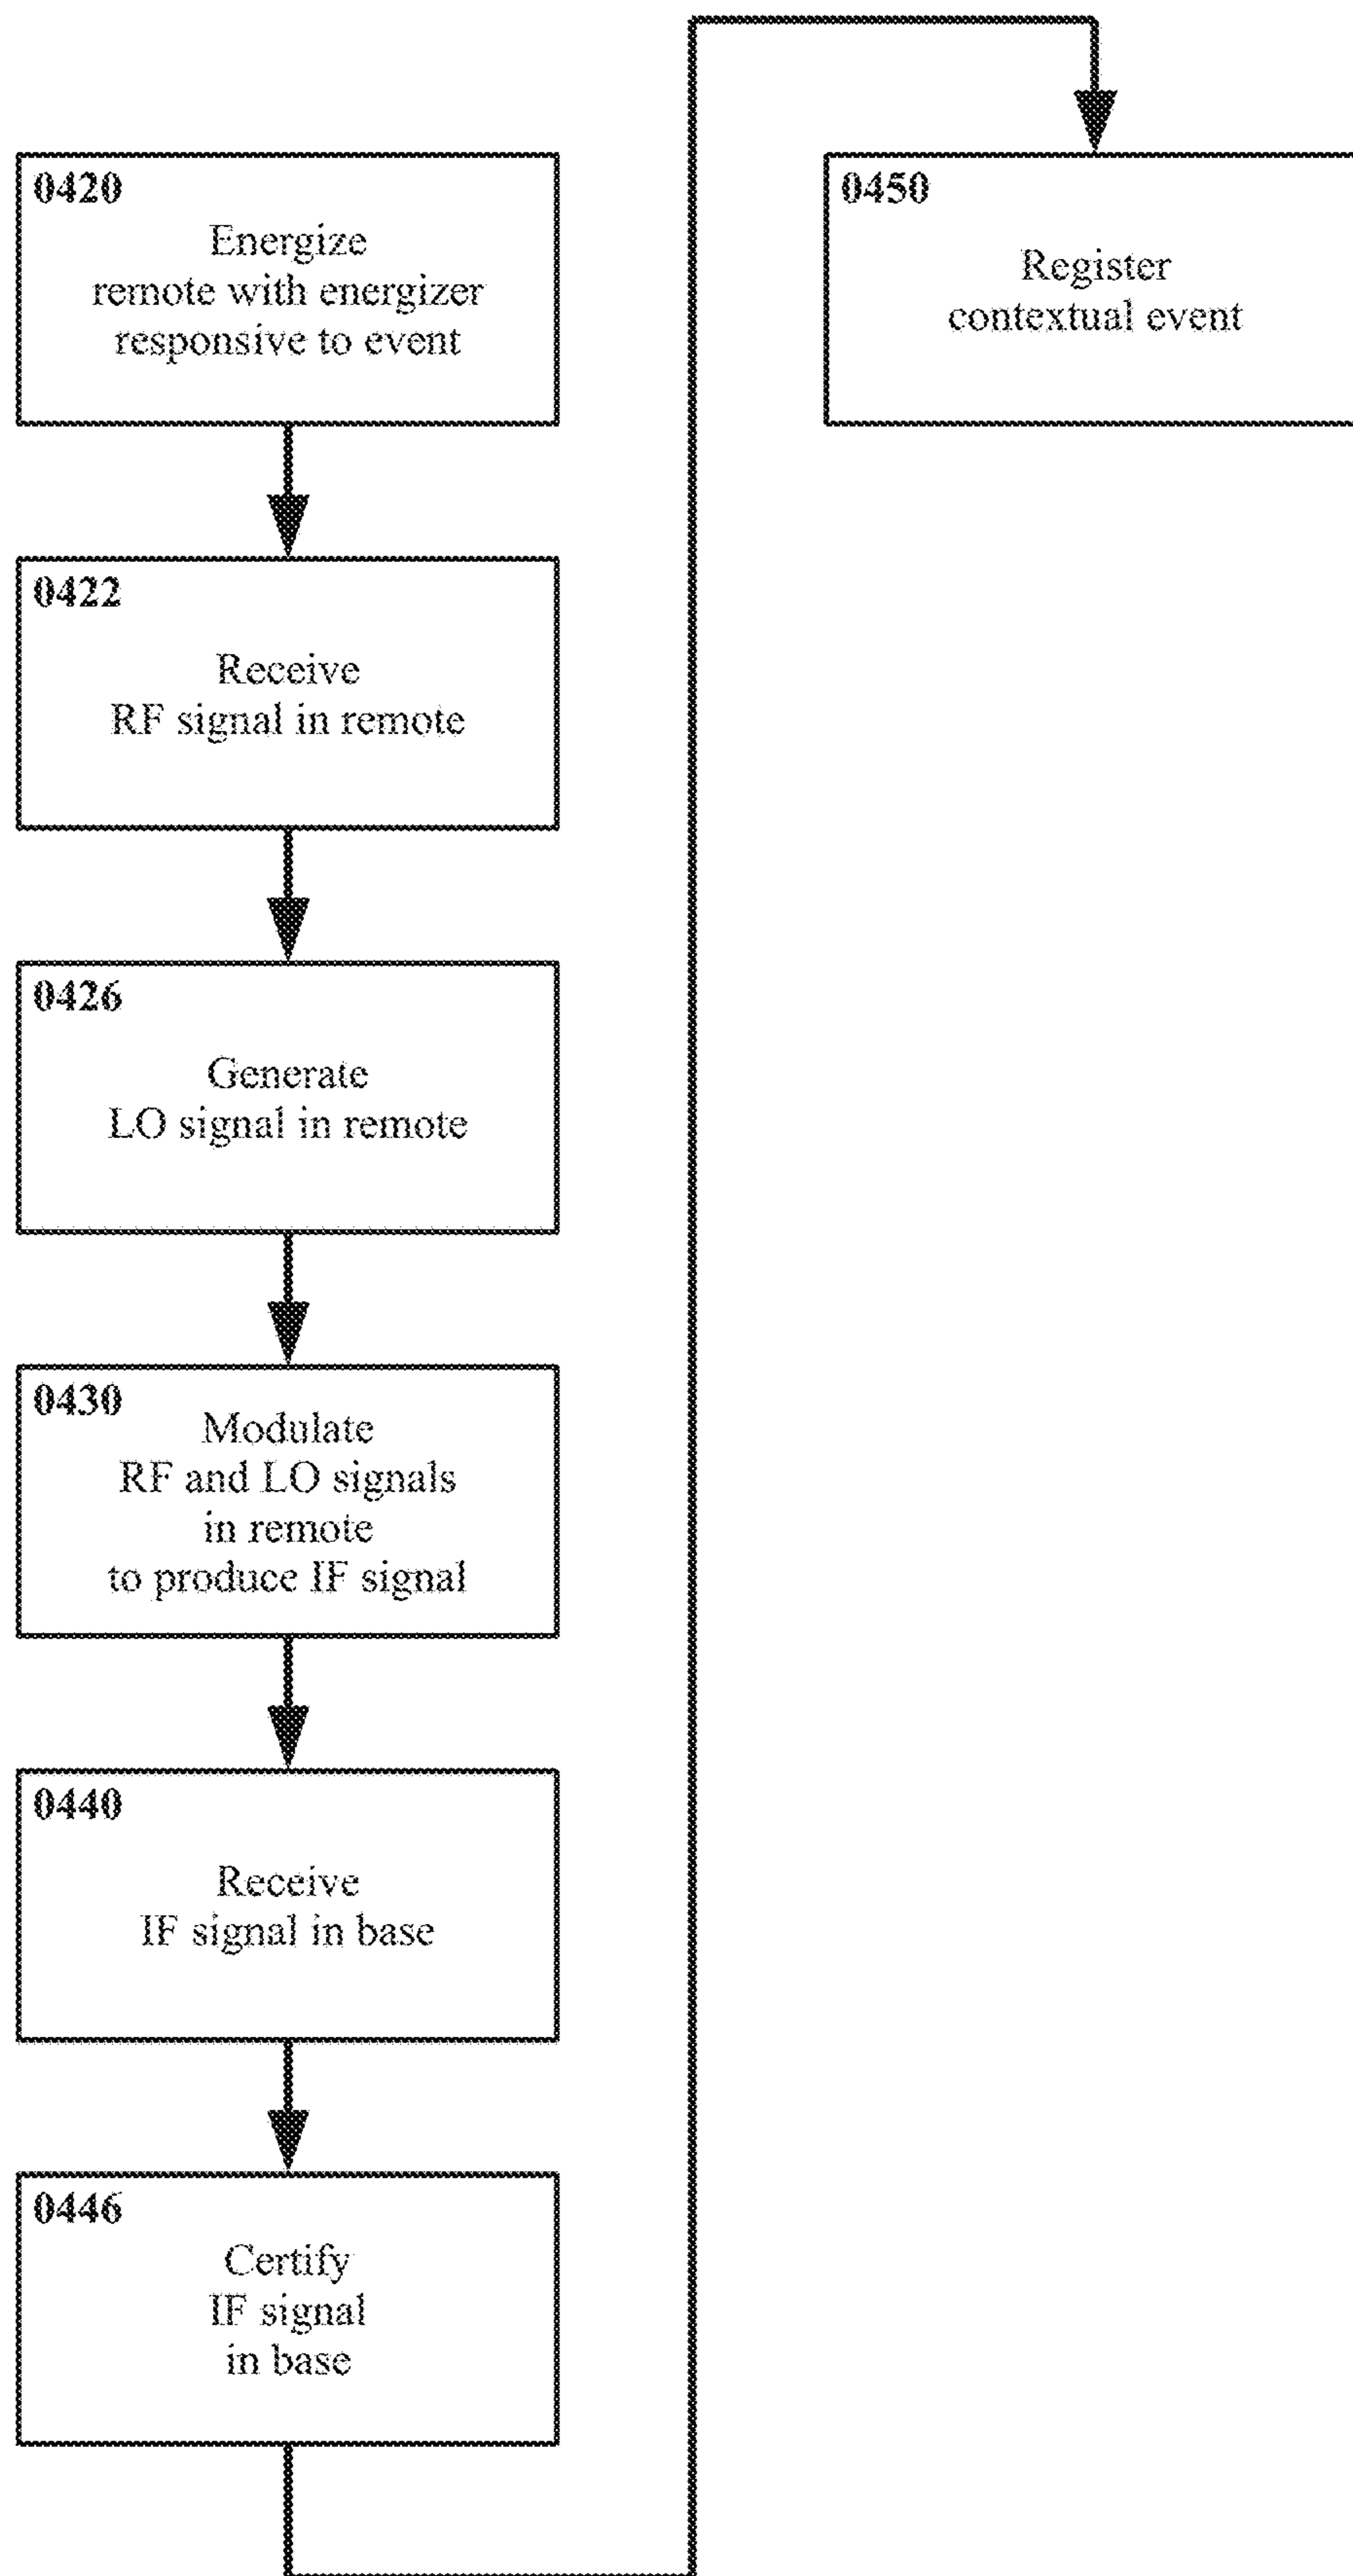 0420
Energize
remote with energizer
responsive to event
0422
Receive
RF signal in remote
0426
Generate
LO signal in remote
0430
Modulate
RF and LO signals
in remote
to produce IF signal
0440
Receive
IF signal in base
0446
Certify
IF signal
in base
0450
Register
contextual event